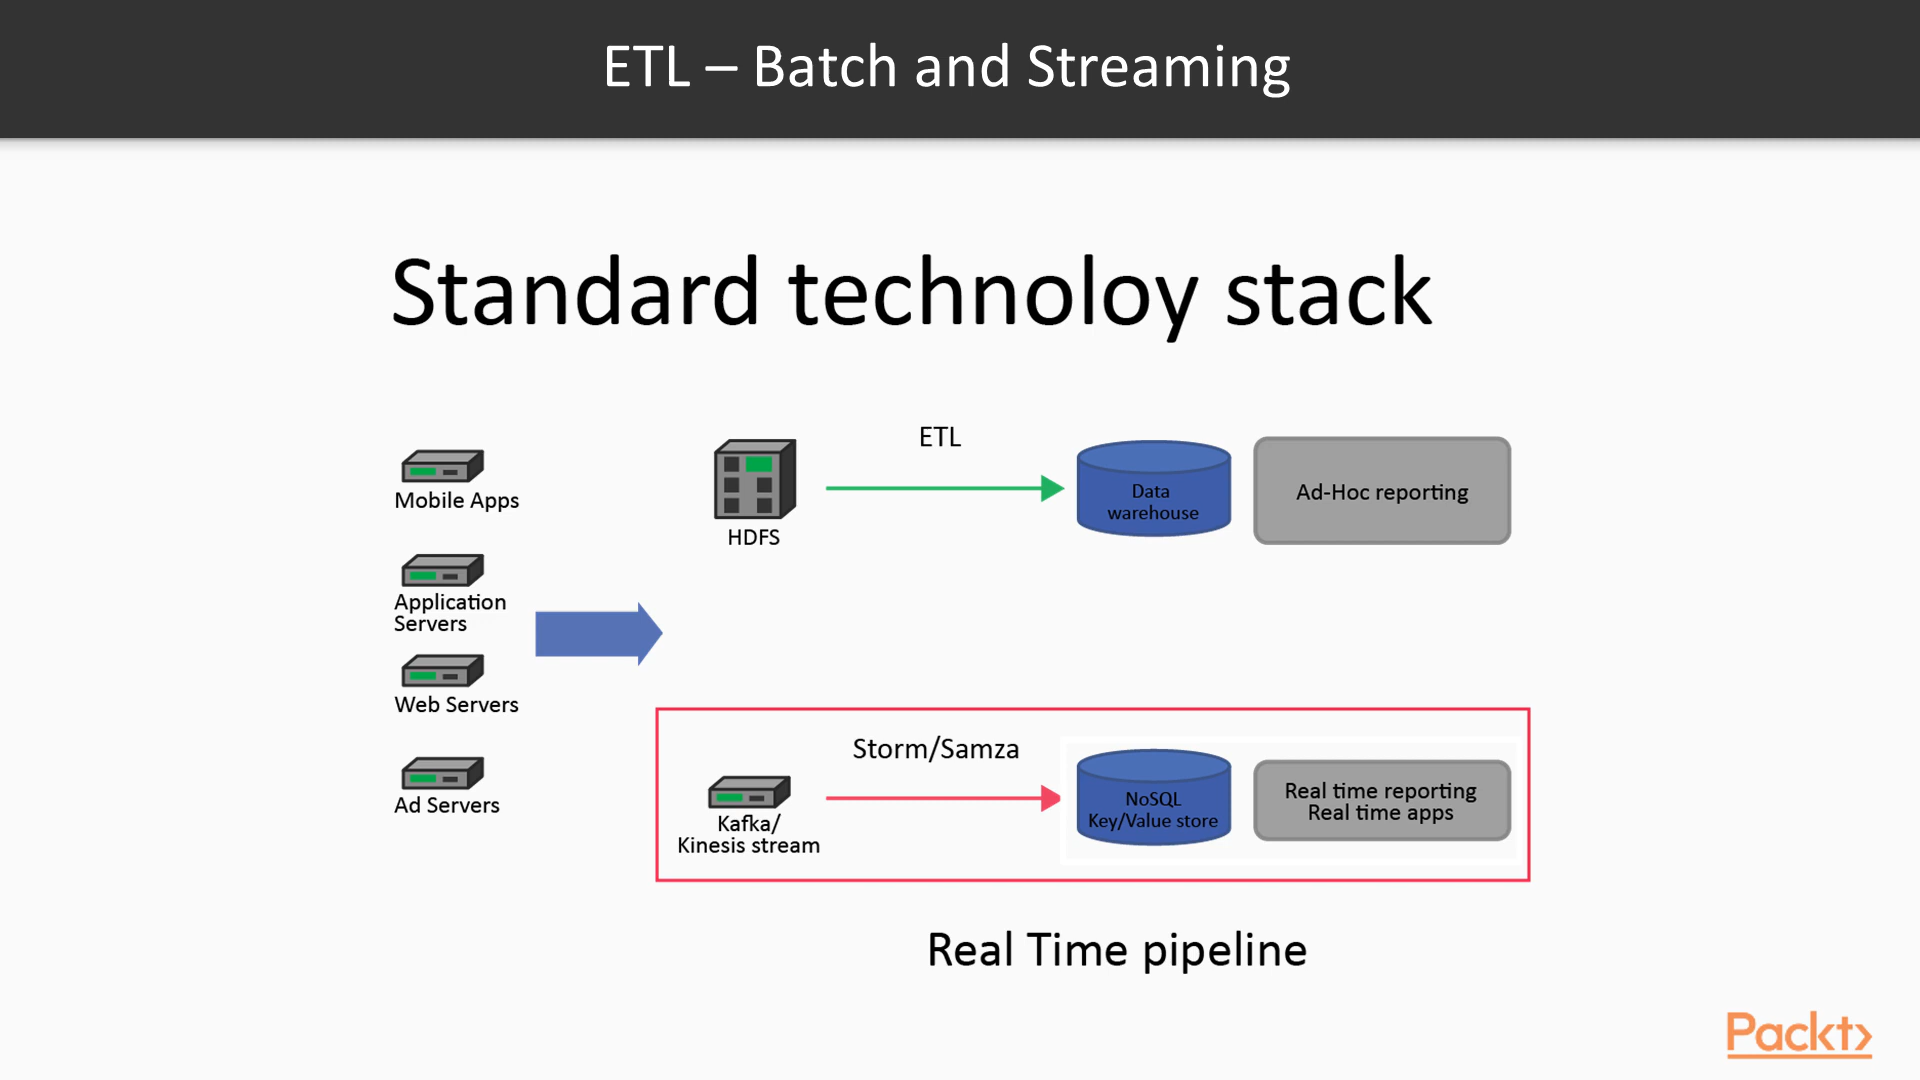 ETL – Batch and Streaming
Standard technoloy stack
Mobile Apps
Application
Servers
Web Servers
Ad Servers
HDFS
ETL
Data
warehouse
Ad-Hoc reporting
Kafka/
Kinesis stream
Storm/Samza
NoSQL
Key/Value store
Real time reporting
Real time apps
Real Time pipeline
Packt